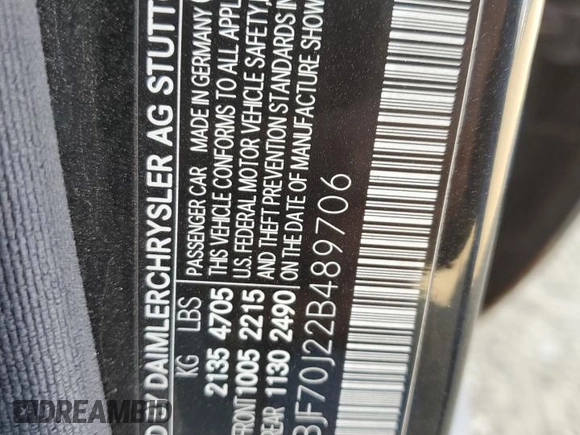 DAIMLERCHRYSLER AG STUTT
PASSENGER CAR MADE IN GERMANY
THIS VEHICLE CONFORMS TO ALL APPL
U.S. FEDERAL MOTOR VEHICLE SAFETY,
AND THEFT PREVENTION STANDARDS IN
ON THE DATE OF MANUFACTURE SHOW
KG LBS
2135 4705
FRONT 1005 2215
REAR 1130 2490
BJF70J22B489706
DREAMBID